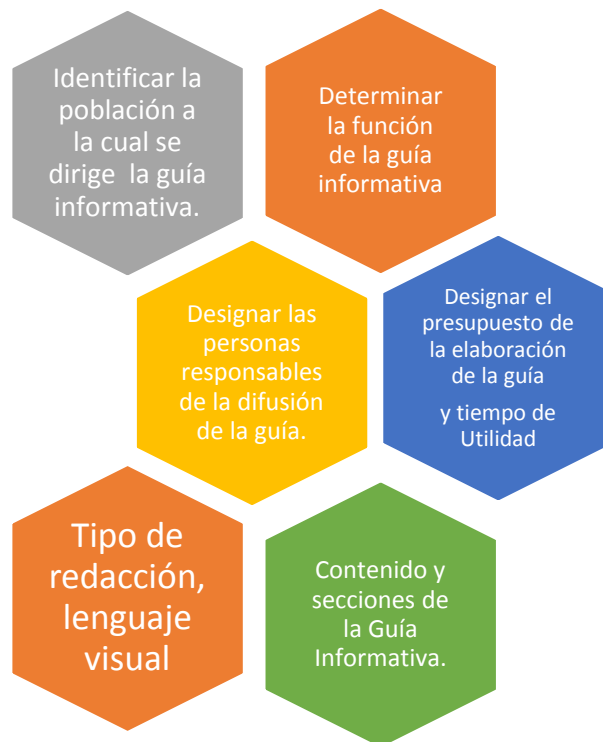 Identificar la
población a
la cual se
dirige la guía
informativa.
Determinar
la función
de la guía
informativa
Designar las
personas
responsables
de la difusión
de la guía.
Designar el
presupuesto de
la elaboración
de la guía
y tiempo de
Utilidad
Tipo de
redacción,
lenguaje
visual
Contenido y
secciones de
la Guía
Informativa.